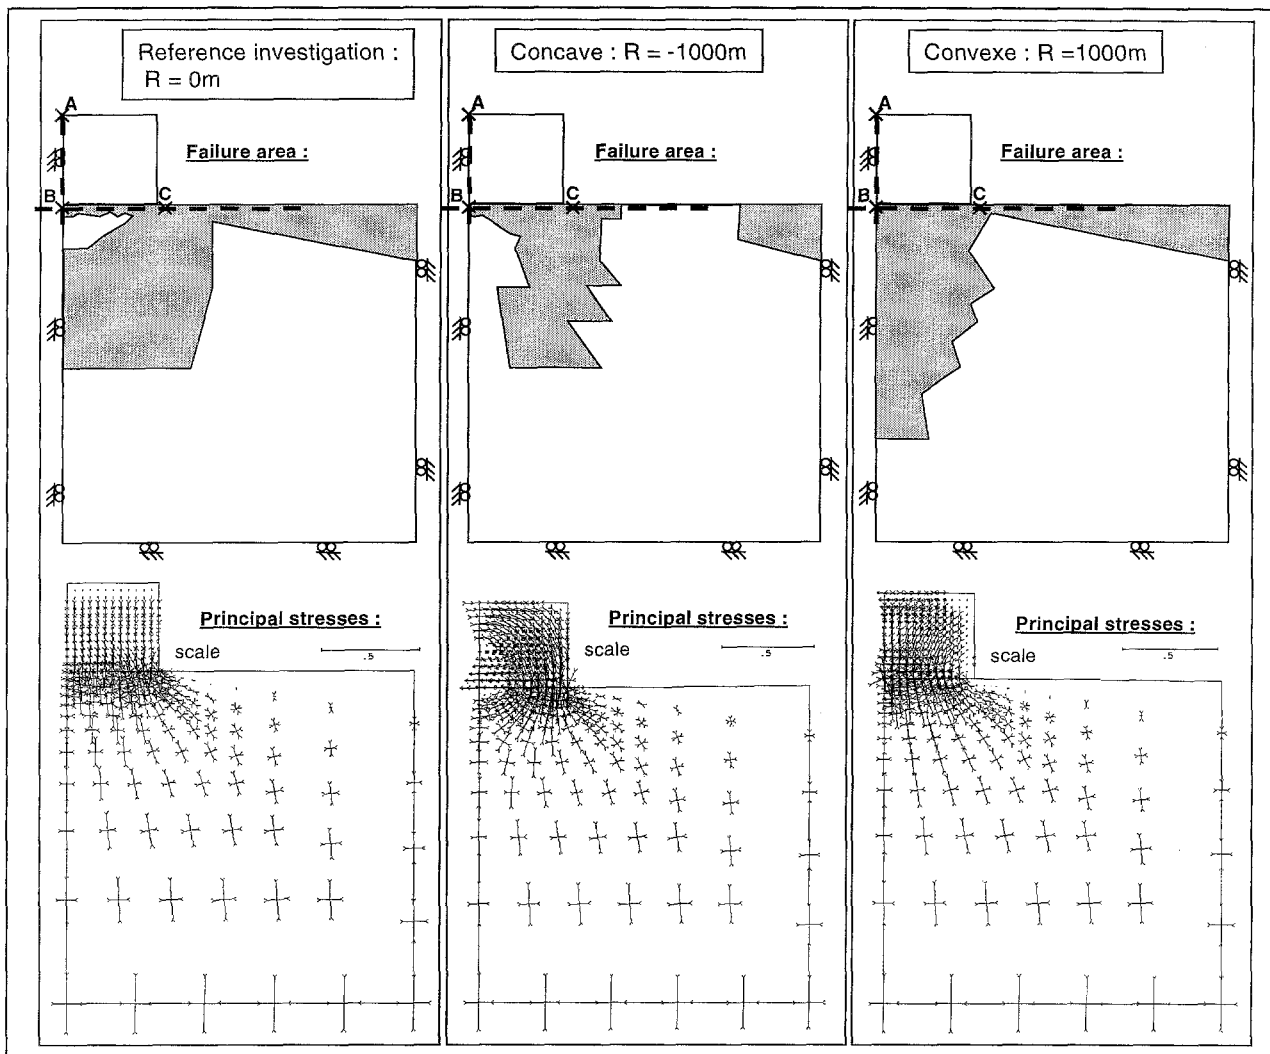 Reference investigation :
R = 0m
A
Failure area :
B
C
Principal stresses :
scale
.5
Concave : R = -1000m
A
Failure area :
B
C
Principal stresses :
scale
.5
Convexe : R =1000m
A
Failure area :
B
C
Principal stresses :
scale
.5